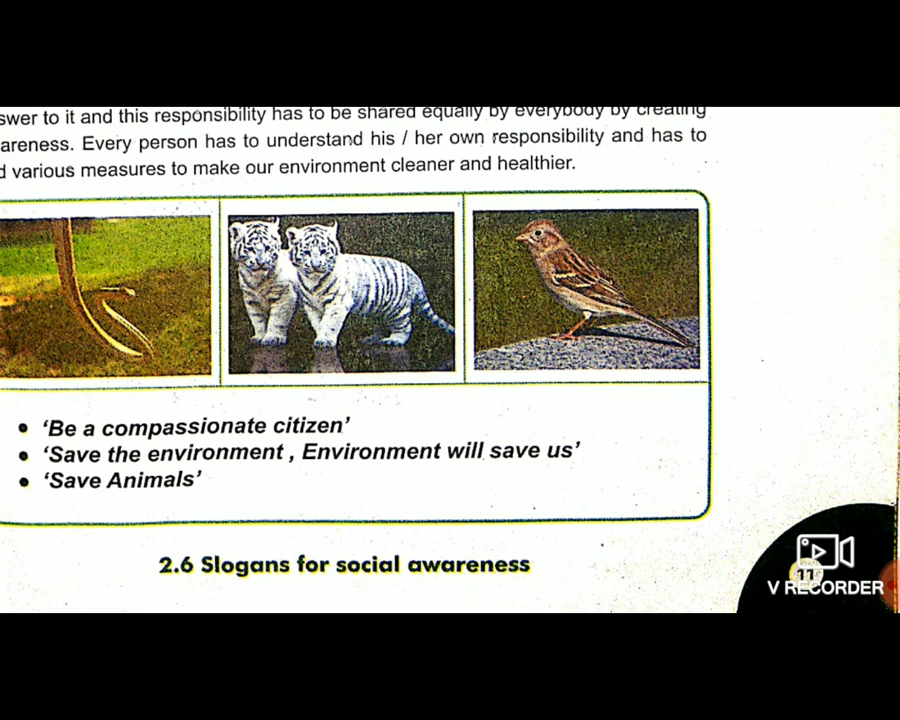 swer to it and this responsibility has to be shared equally by everybody by creating
areness. Every person has to understand his / her own responsibility and has to
d various measures to make our environment cleaner and healthier.
• 'Be a compassionate citizen'
• 'Save the environment , Environment will save us'
• 'Save Animals'
2.6 Slogans for social awareness
11
V RECORDER